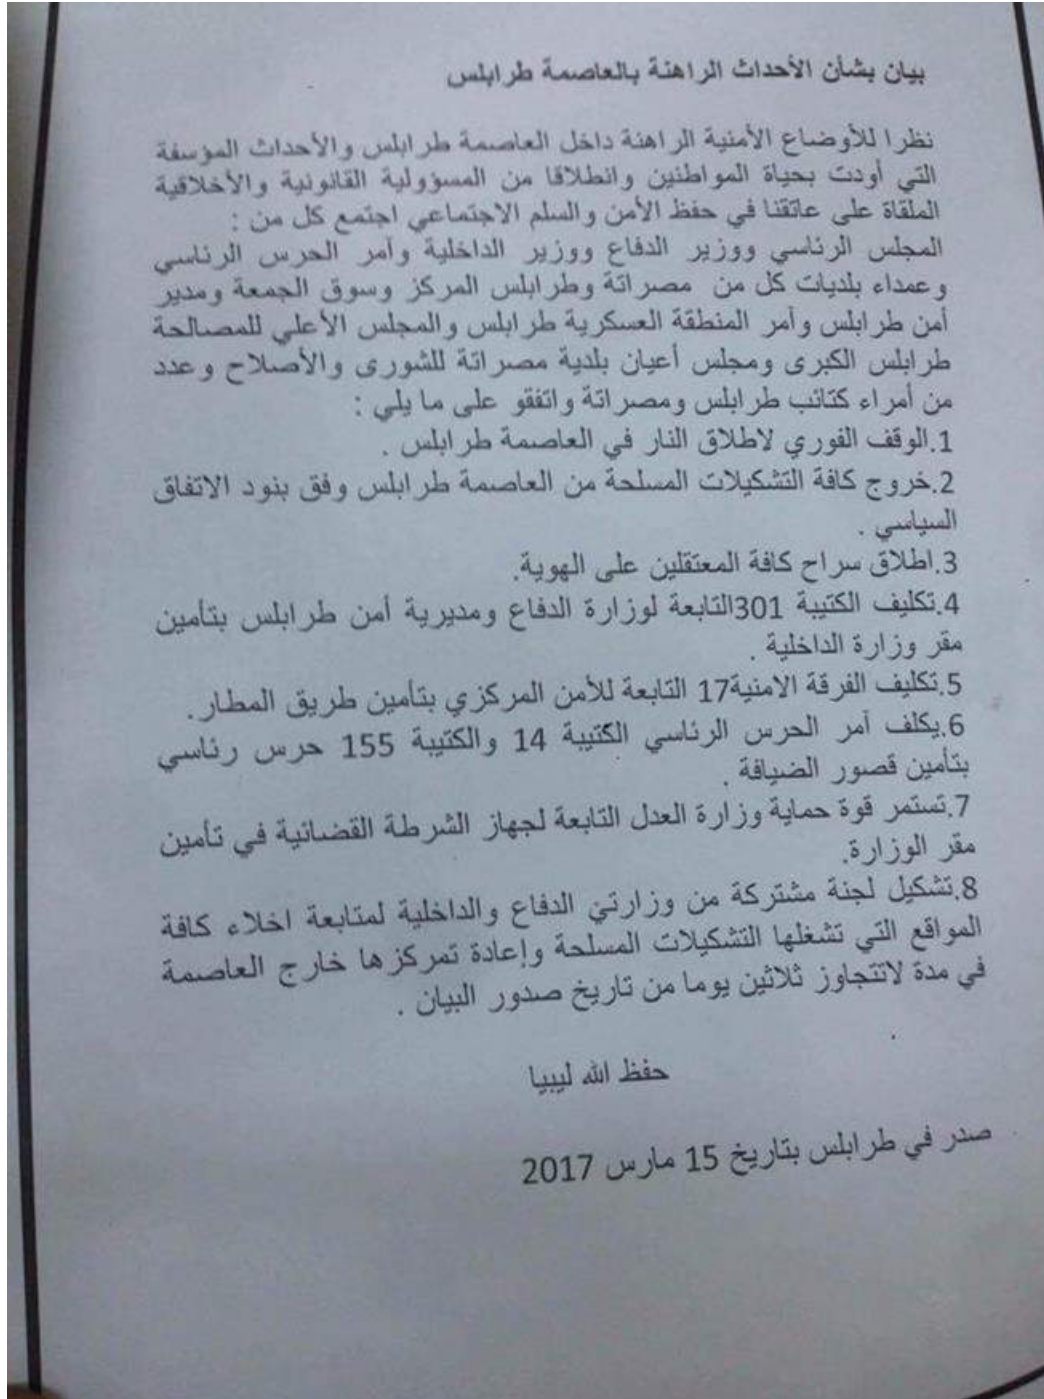 بيان بشأن الأحداث الراهنة بالعاصمة طرابلس
نظرا للأوضاع الأمنية الراهنة داخل العاصمة طرابلس والأحداث المؤسفة
التي أودت بحياة المواطنين وانطلاقا من المسؤولية القانونية والأخلاقية
الملقاة على عاتقنا في حفظ الأمن والسلم الاجتماعي اجتمع كل من :
المجلس الرئاسي ووزير الدفاع ووزير الداخلية وآمر الحرس الرئاسي
وعمداء بلديات كل من مصراتة وطرابلس المركز وسوق الجمعة ومدير
أمن طرابلس وأمر المنطقة العسكرية طرابلس والمجلس الأعلي للمصالحة
طرابلس الكبرى ومجلس أعيان بلدية مصراتة للشورى والأصلاح وعدد
من أمراء كتائب طرابلس ومصراتة واتفقو على ما يلي :
1.الوقف الفوري لاطلاق النار في العاصمة طرابلس .
2.خروج كافة التشكيلات المسلحة من العاصمة طرابلس وفق بنود الاتفاق
السياسي .
3.اطلاق سراح كافة المعتقلين على الهوية.
4.تكليف الكتيبة 301التابعة لوزارة الدفاع ومديرية أمن طرابلس بتأمين
مقر وزارة الداخلية .
5.تكليف الفرقة الامنية17 التابعة للأمن المركزي بتأمين طريق المطار.
6.يكلف آمر الحرس الرئاسي الكتيبة 14 والكتيبة 155 حرس رئاسي
بتأمين قصور الضيافة .
7.تستمر قوة حماية وزارة العدل التابعة لجهاز الشرطة القضائية في تأمين
مقر الوزارة.
8.تشكيل لجنة مشتركة من وزارتي الدفاع والداخلية لمتابعة اخلاء كافة
المواقع التي تشغلها التشكيلات المسلحة وإعادة تمركزها خارج العاصمة
في مدة لاتتجاوز ثلاثين يوما من تاريخ صدور البيان .
حفظ الله ليبيا
صدر في طرابلس بتاريخ 15 مارس 2017